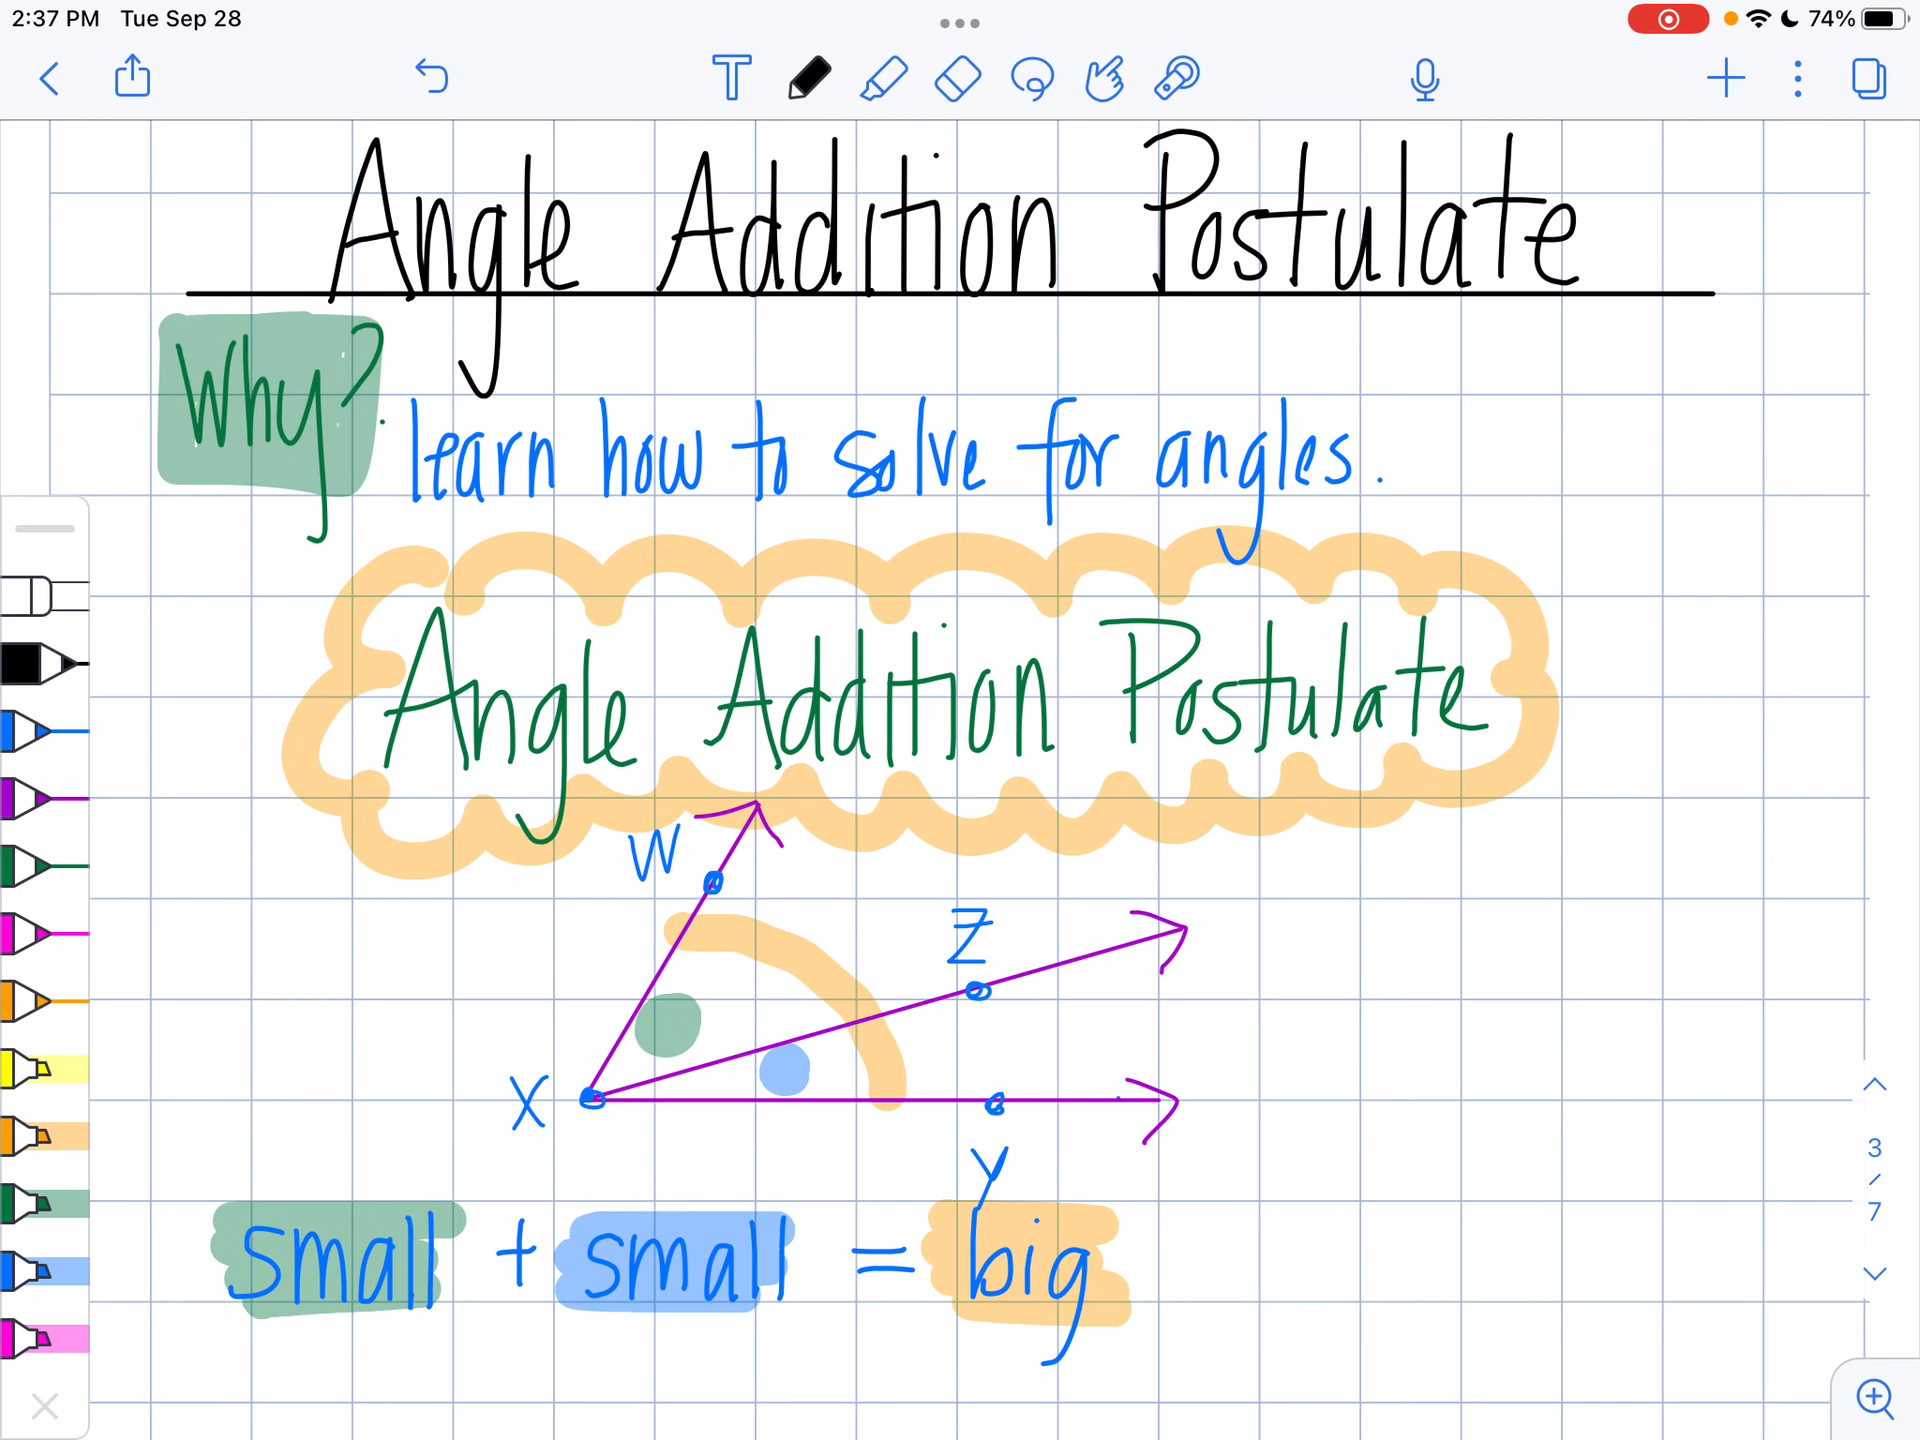 2:37 PM Tue Sep 28
74%
Angle Addition Postulate
Why?
learn how to solve for angles.
Angle Addition Postulate
W
Z
X
Y
small + small = big
3
/
7